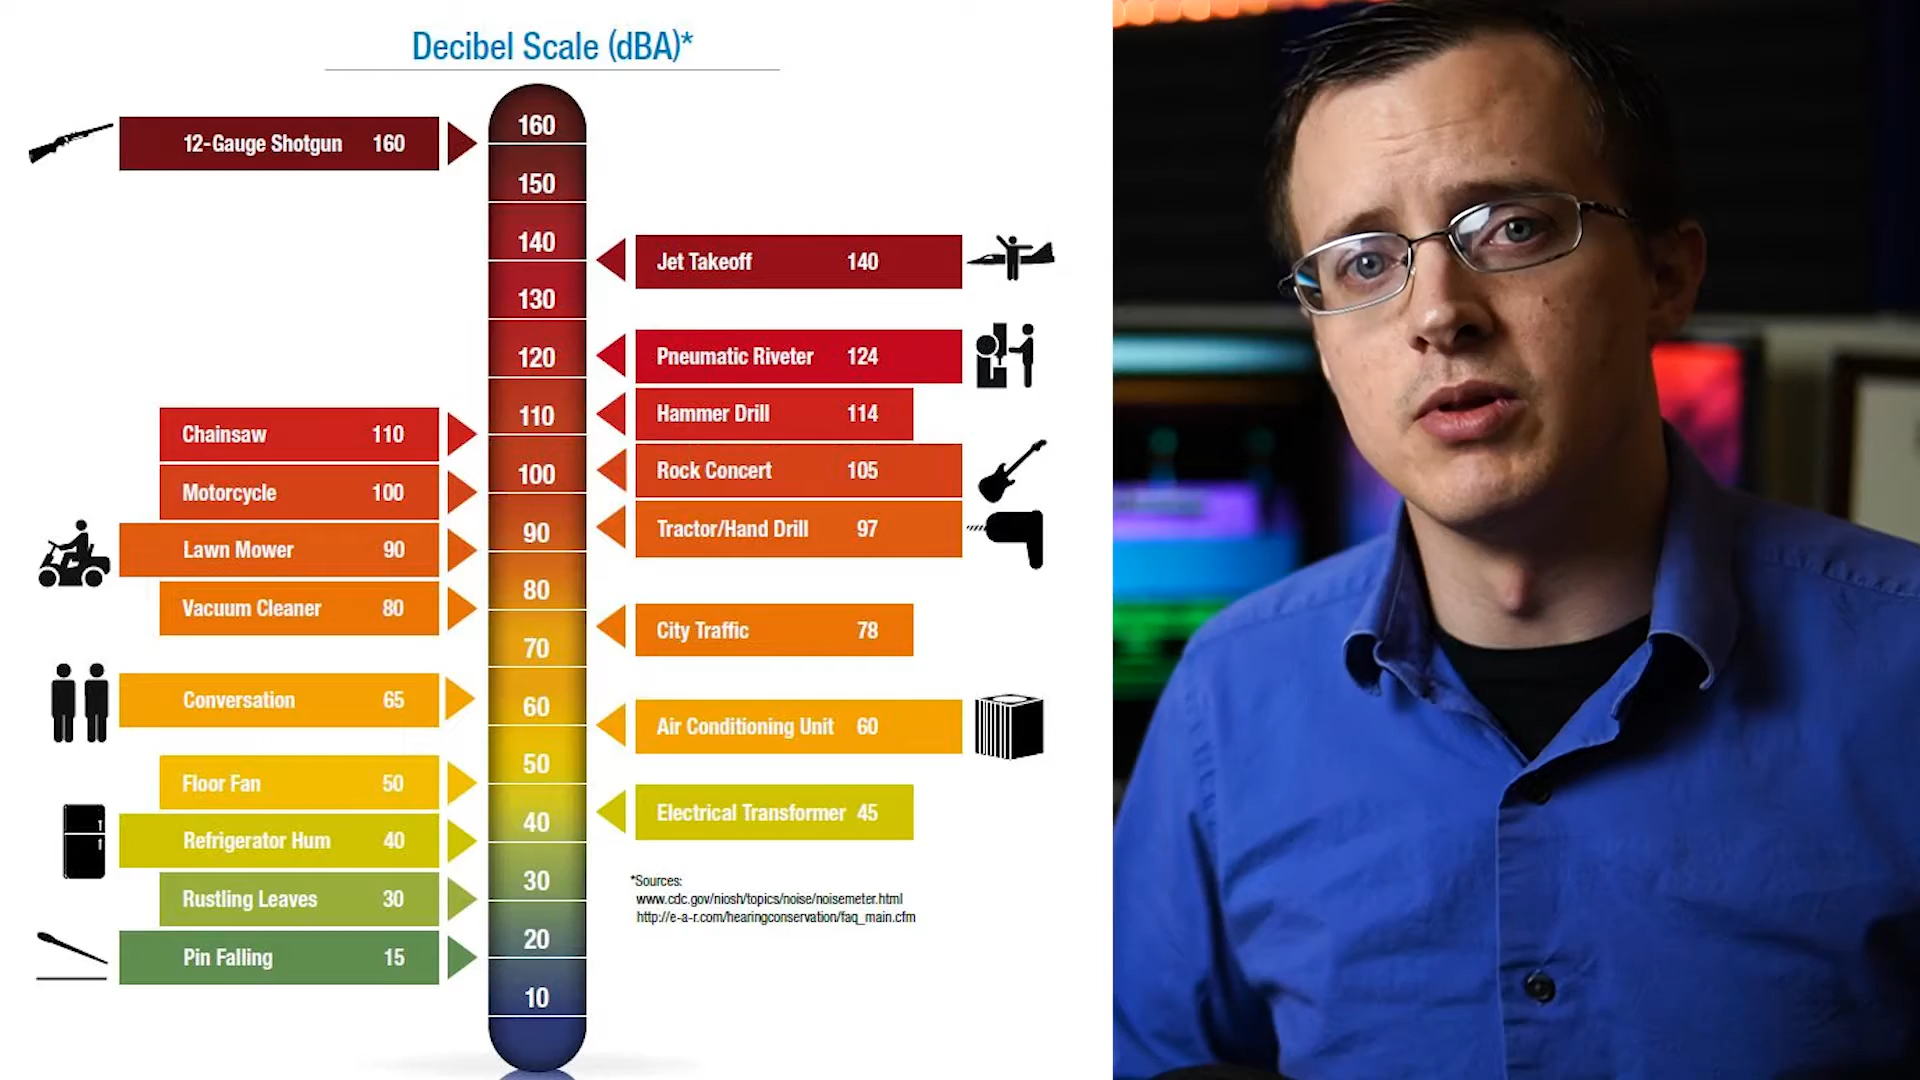 Decibel Scale (dBA)*
12-Gauge Shotgun 160
Chainsaw 110
Motorcycle 100
Lawn Mower 90
Vacuum Cleaner 80
Conversation 65
Floor Fan 50
Refrigerator Hum 40
Rustling Leaves 30
Pin Falling 15
160
150
140
130
120
110
100
90
80
70
60
50
40
30
20
10
Jet Takeoff 140
Pneumatic Riveter 124
Hammer Drill 114
Rock Concert 105
Tractor/Hand Drill 97
City Traffic 78
Air Conditioning Unit 60
Electrical Transformer 45
*Sources:
www.cdc.gov/niosh/topics/noise/noisemeter.html
http://e-a-r.com/hearingconservation/faq_main.cfm